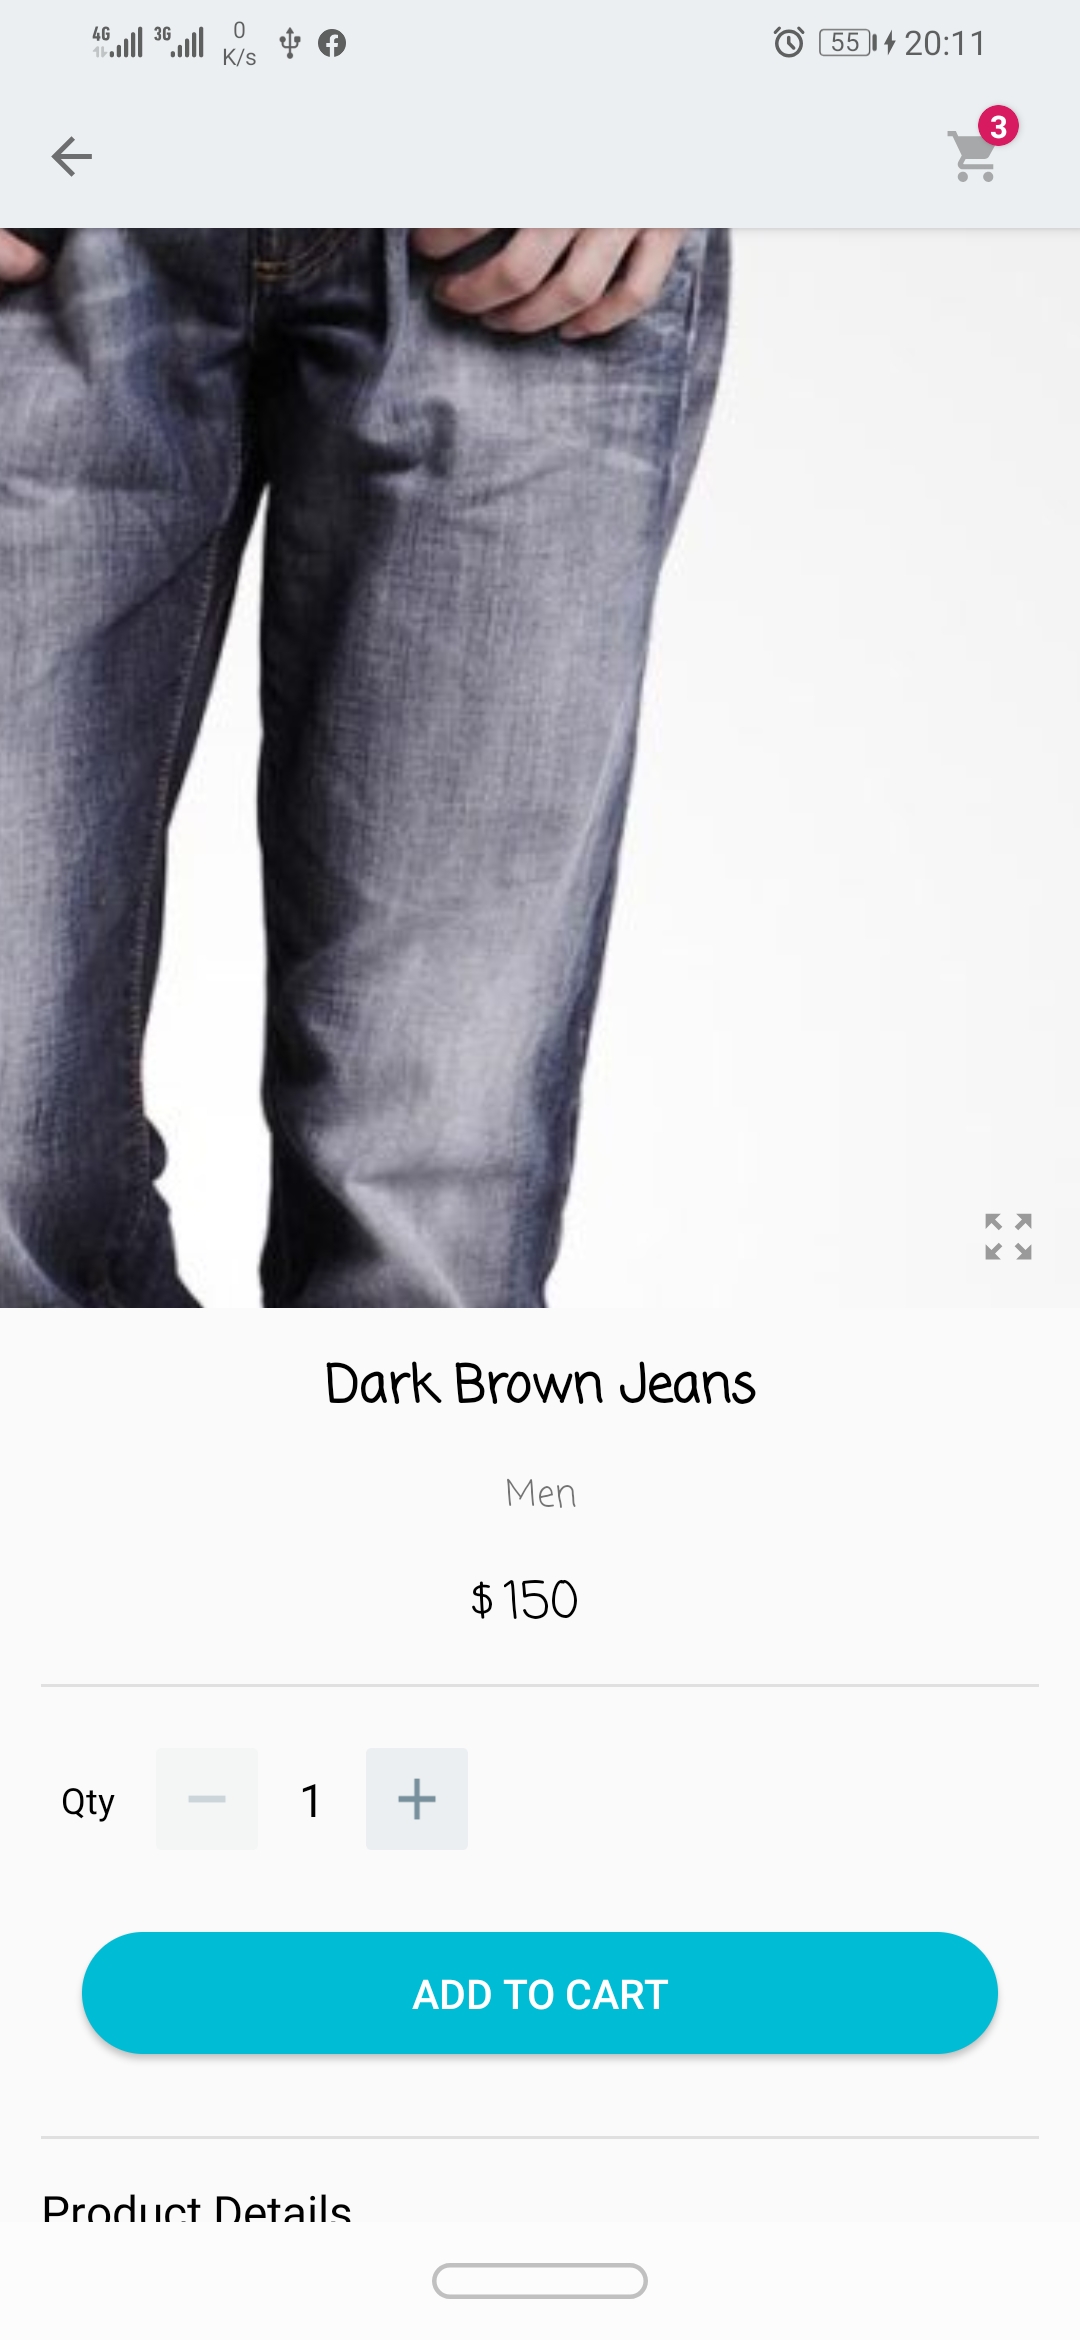 4G 3G 0 K/s 55 20:11
3
Dark Brown Jeans
Men
$ 150
Qty 1
ADD TO CART
Product Details